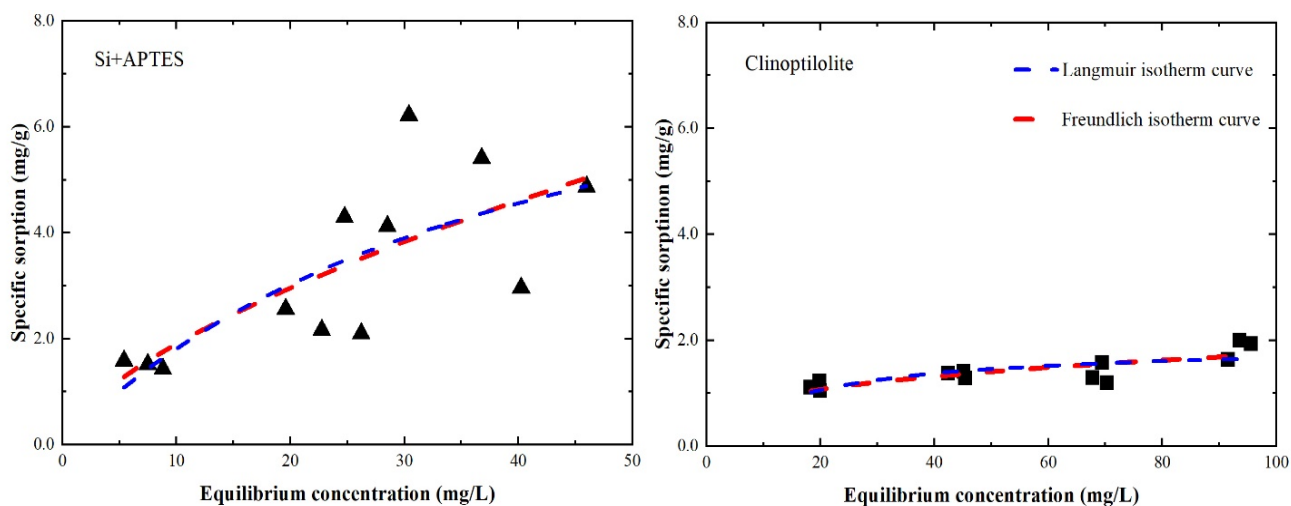 8.0
6.0
4.0
2.0
0.0
Specific sorption (mg/g)
Si+APTES
0
10
20
30
40
50
Equilibrium concentration (mg/L)
8.0
6.0
4.0
2.0
0.0
Specific sorptinon (mg/g)
Clinoptilolite
Langmuir isotherm curve
Freundlich isotherm curve
0
20
40
60
80
100
Equilibrium concentration (mg/L)